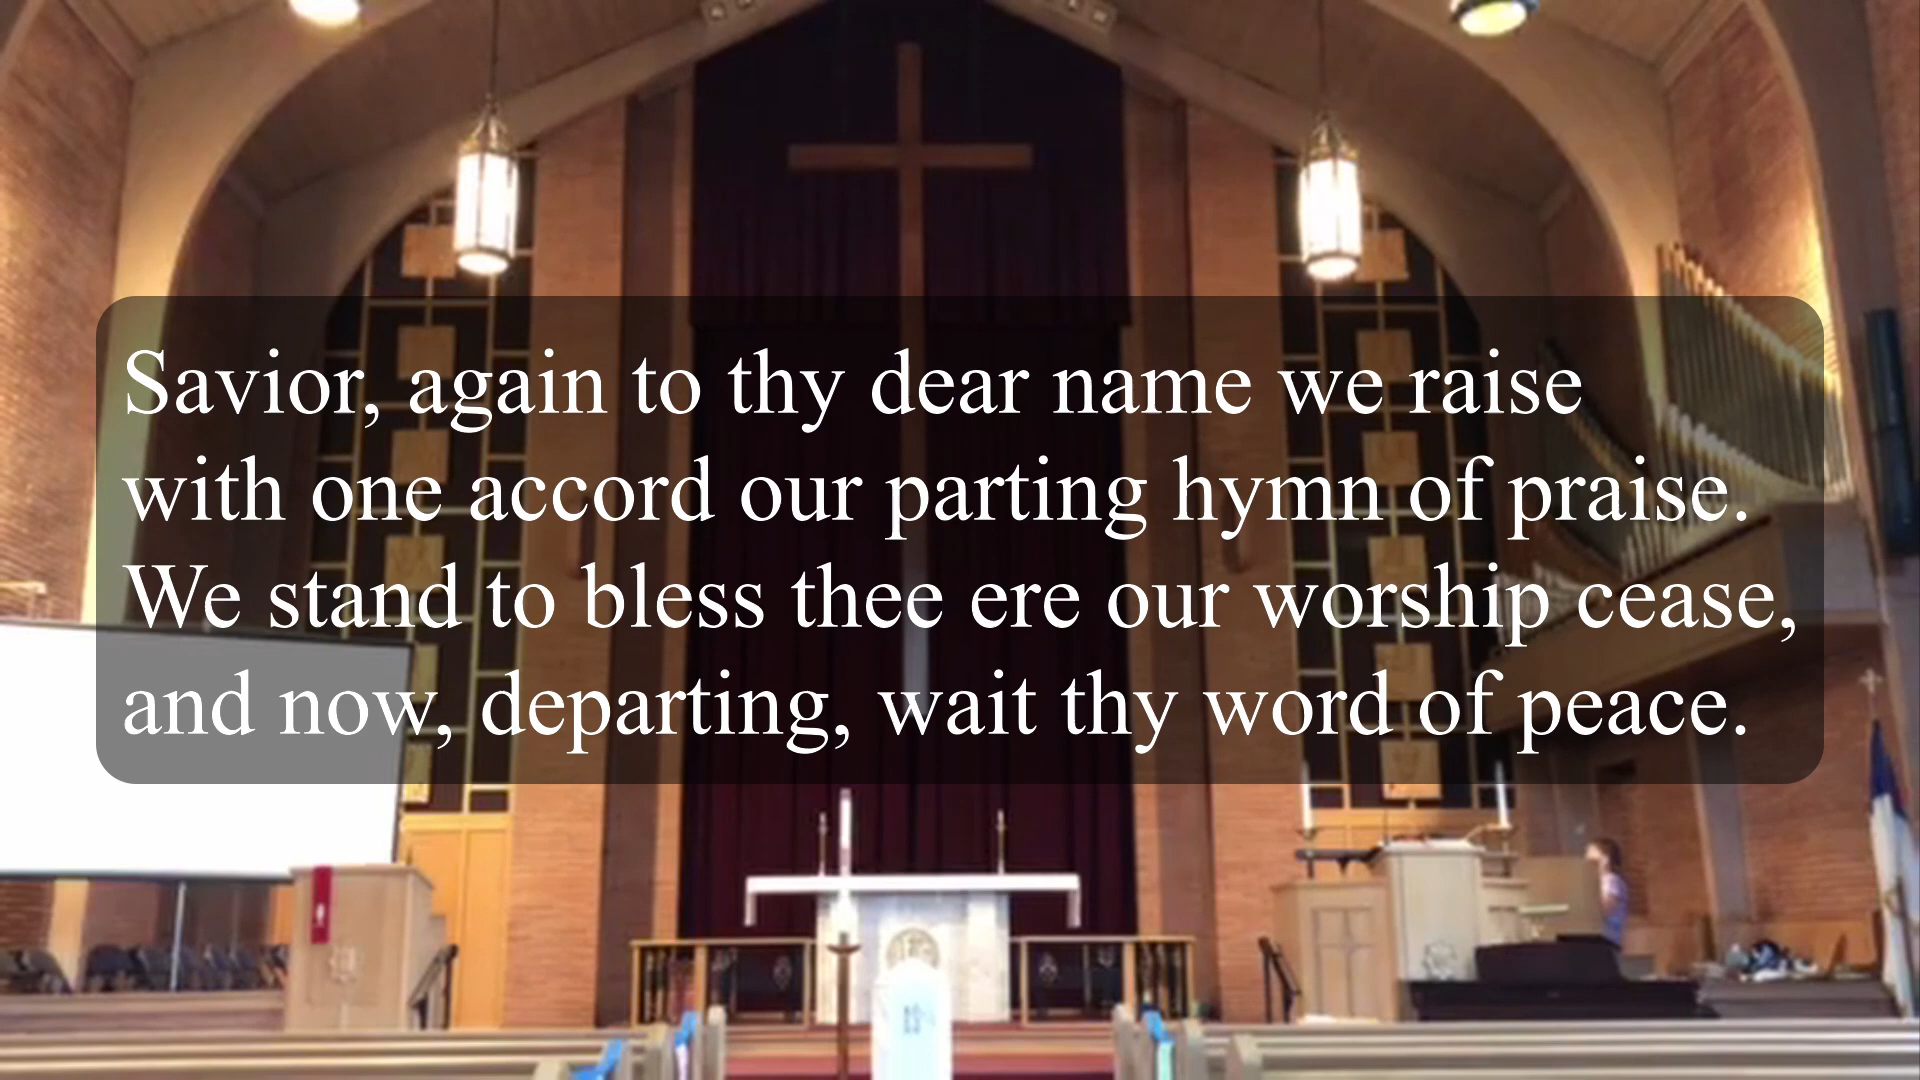 Savior, again to thy dear name we raise
with one accord our parting hymn of praise.
We stand to bless thee ere our worship cease,
and now, departing, wait thy word of peace.